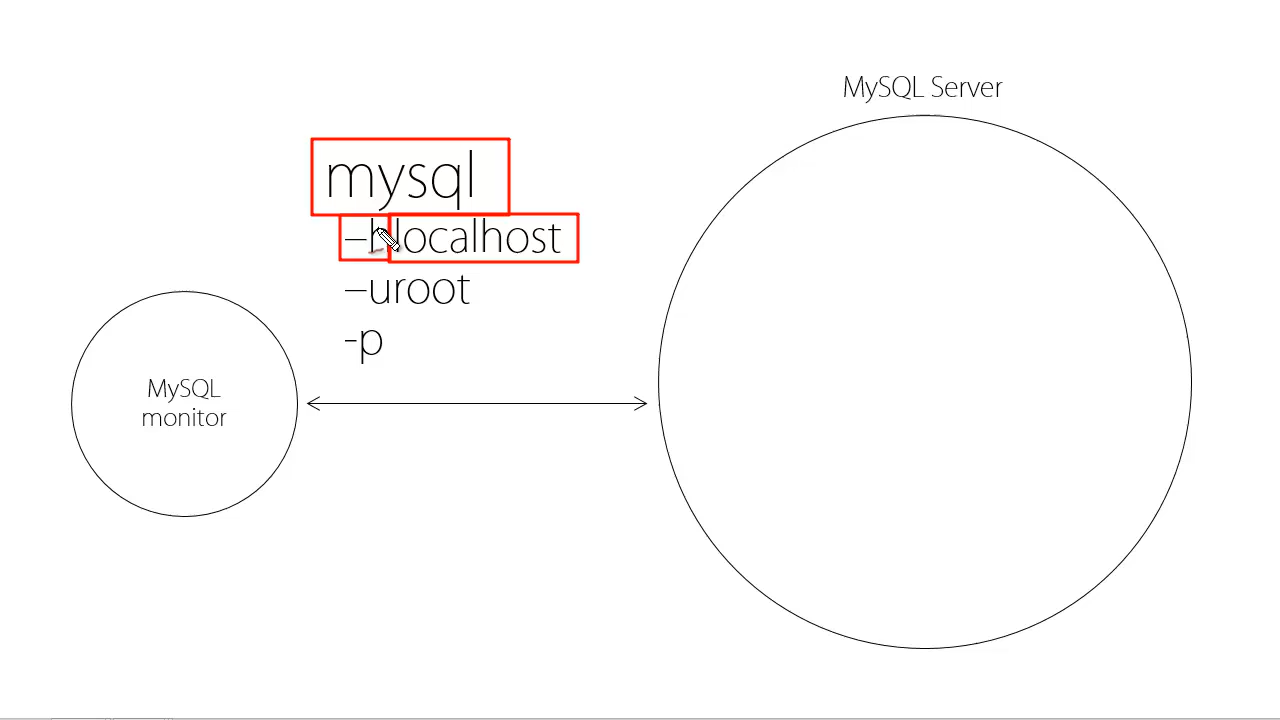 MySQL Server
mysql
–hlocalhost
–uroot
-p
MySQL
monitor